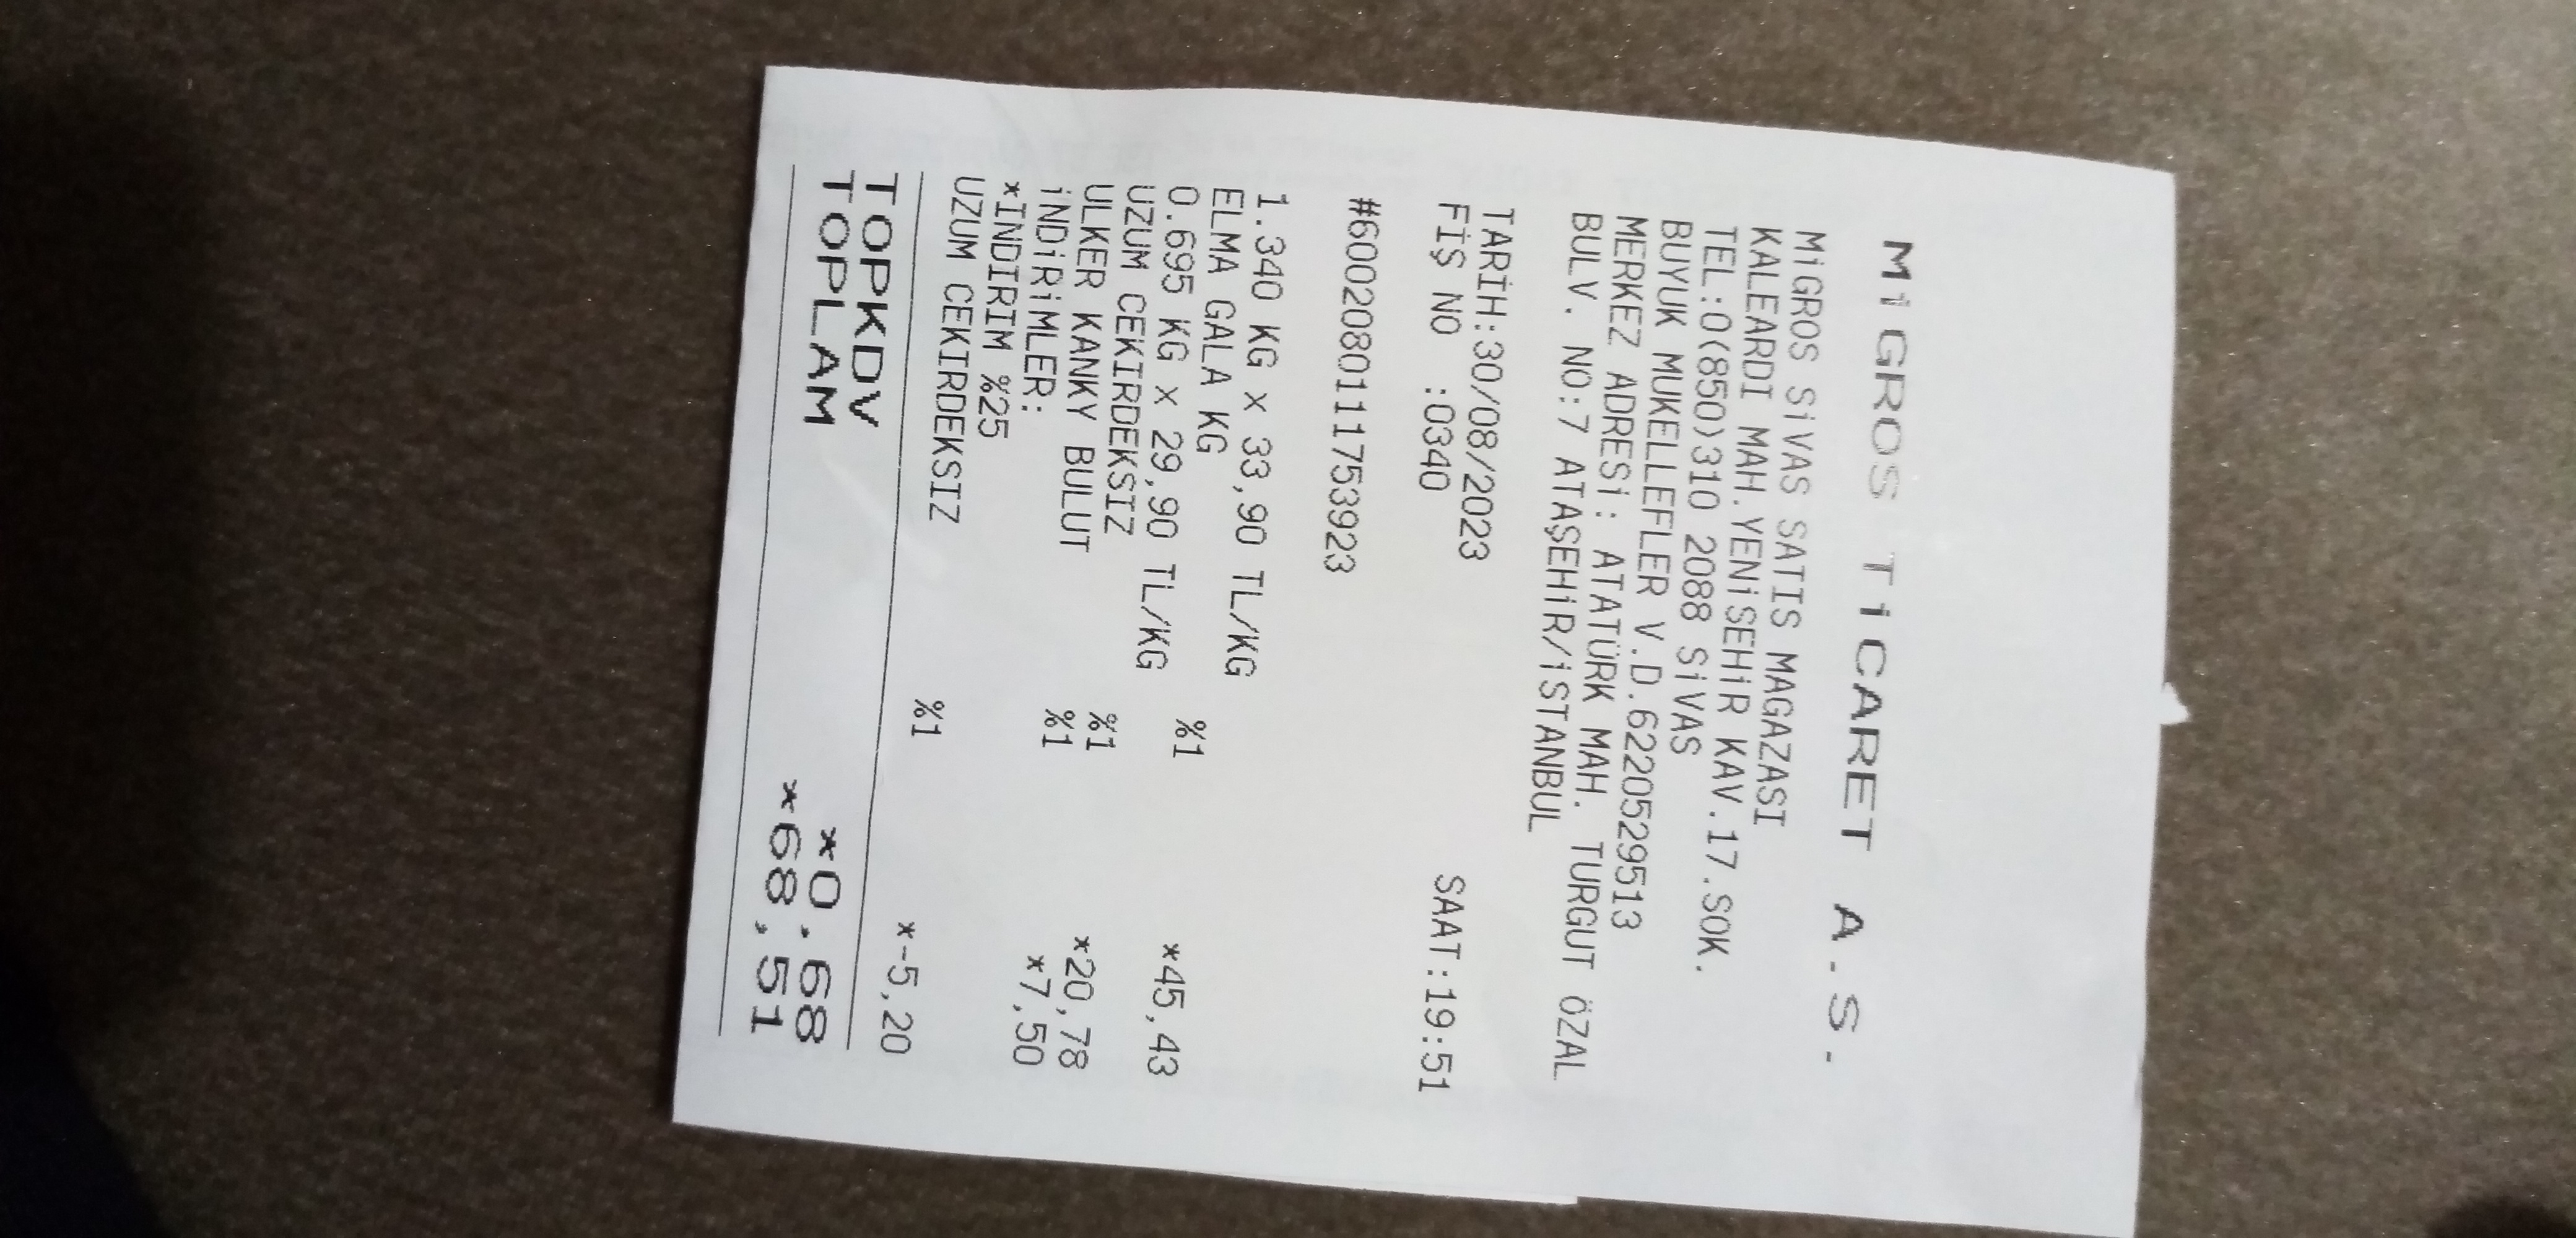 MiGROS TiCARET A.S.
MiGROS SiVAS SATIS MAGAZASI
KALEARDI MAH.YENiSEHiR KAV.17.SOK.
TEL:0(850)310 2088 SiVAS
BUYUK MUKELLEFLER V.D.6220529513
MERKEZ ADRESi: ATATÜRK MAH. TURGUT ÖZAL
BULV. NO:7 ATAŞEHiR/iSTANBUL
TARİH:30/08/2023
FİŞ NO :0340 SAAT:19:51
#6002080111753923
1.340 KG x 33,90 TL/KG
ELMA GALA KG %1 *45,43
0.695 KG x 29,90 TL/KG
UZUM CEKIRDEKSIZ %1 *20,78
ULKER KANKY BULUT %1 *7,50
iNDiRiMLER:
*INDIRIM %25
UZUM CEKIRDEKSIZ %1 *-5,20
TOPKDV *0,68
TOPLAM *68,51